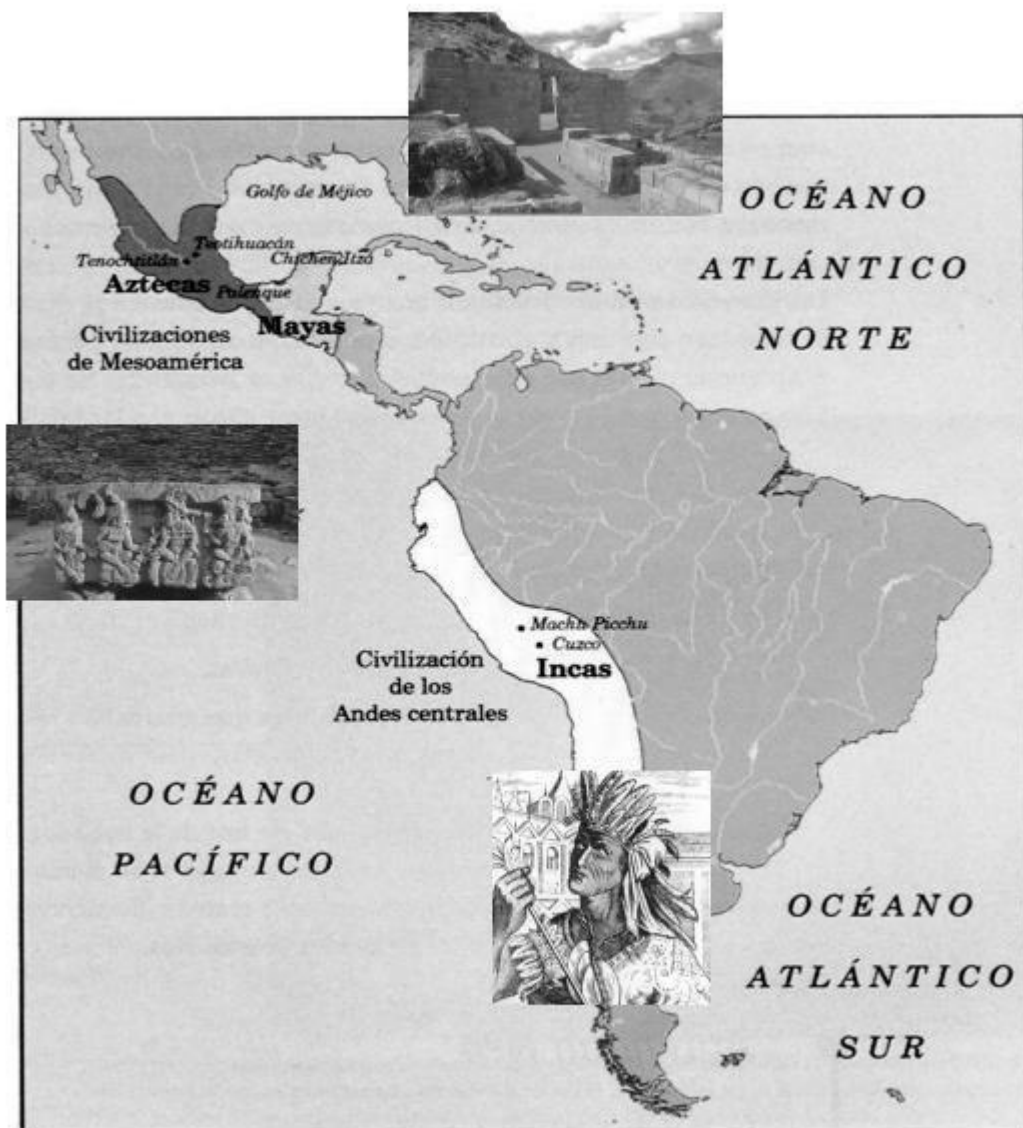 OCÉANO
ATLÁNTICO
NORTE
Golfo de Méjico
Teotihuacán
Tenochtitlán
Chichen Itzá
Aztecas
Palenque
Mayas
Civilizaciones
de Mesoamérica
Machu Picchu
Cuzco
Incas
Civilización
de los
Andes centrales
OCÉANO
PACÍFICO
OCÉANO
ATLÁNTICO
SUR